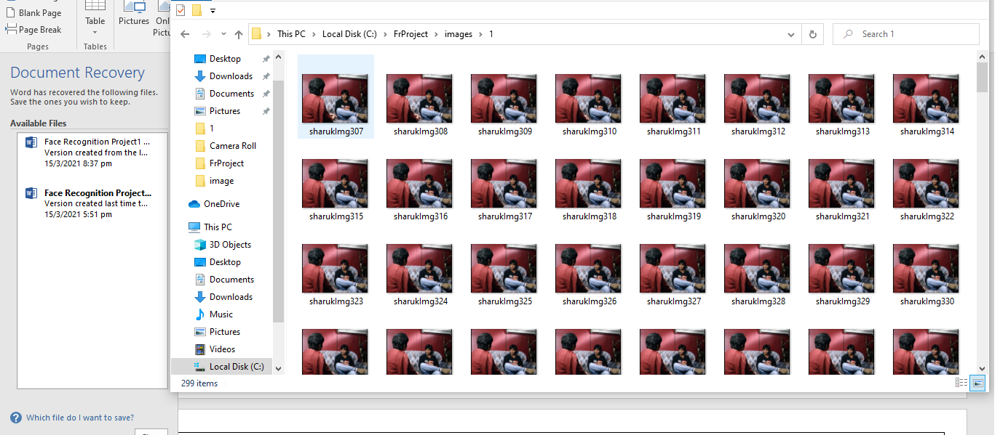 Blank Page
Page Break
Pages
Table
Tables
Pictures
Document Recovery
Word has recovered the following files.
Save the ones you wish to keep.
Available Files
Face Recognition Project1 ...
Version created from the l...
15/3/2021 8:37 pm
Face Recognition Project...
Version created last time t...
15/3/2021 5:51 pm
Which file do I want to save?
This PC
Local Disk (C:)
FrProject
images
1
Search 1
Desktop
Downloads
Documents
Pictures
1
Camera Roll
FrProject
image
OneDrive
This PC
3D Objects
Desktop
Documents
Downloads
Music
Pictures
Videos
Local Disk (C:)
sharukImg307 sharukImg308 sharukImg309 sharukImg310 sharukImg311 sharukImg312 sharukImg313 sharukImg314
sharukImg315 sharukImg316 sharukImg317 sharukImg318 sharukImg319 sharukImg320 sharukImg321 sharukImg322
sharukImg323 sharukImg324 sharukImg325 sharukImg326 sharukImg327 sharukImg328 sharukImg329 sharukImg330
299 items